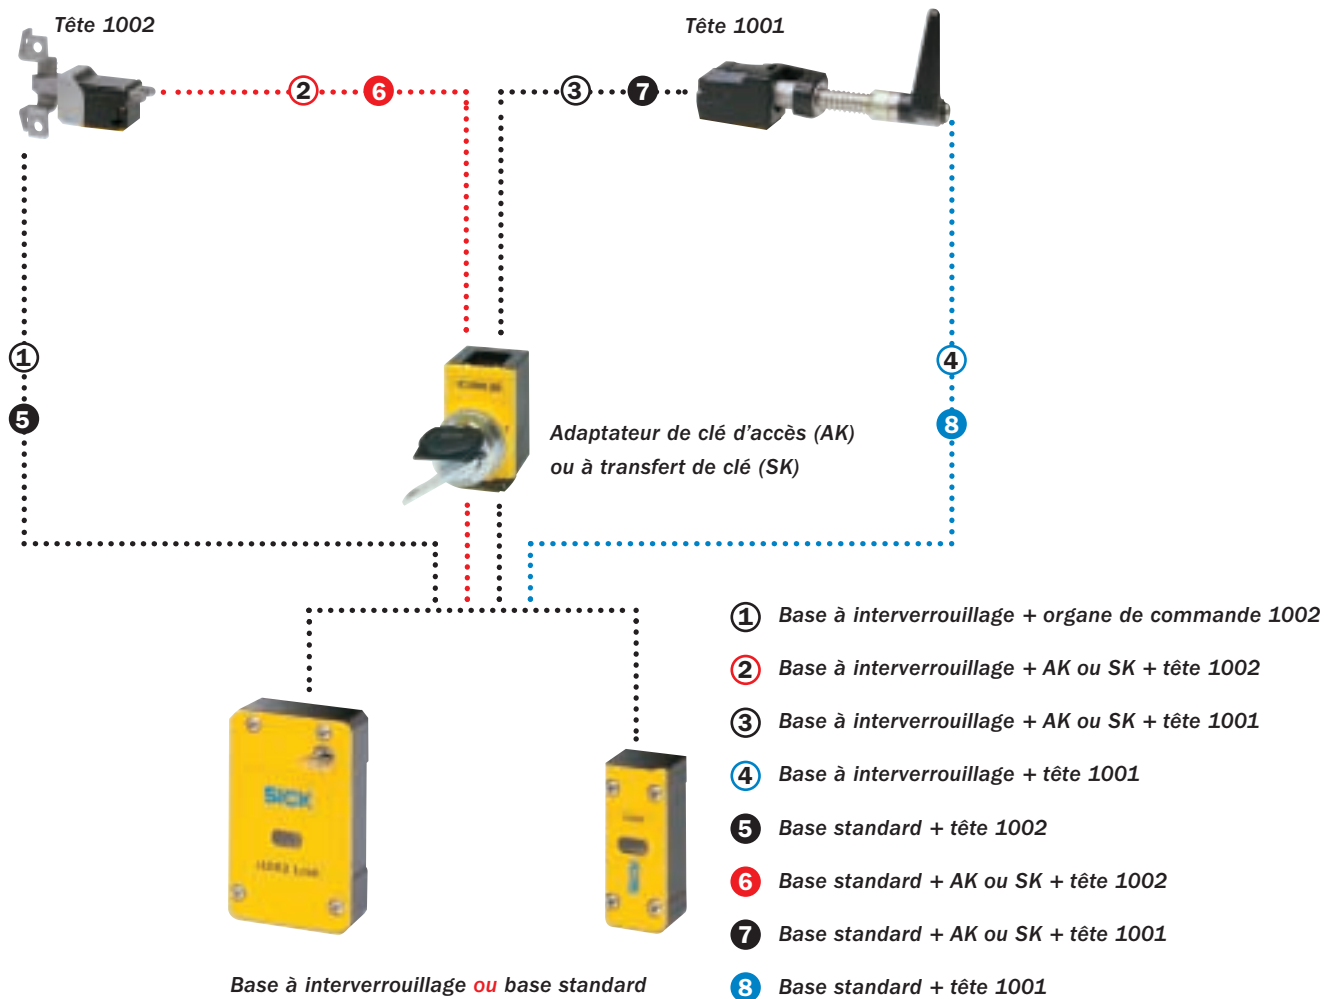 Tête 1002
Tête 1001
2
6
3
7
1
5
4
8
Adaptateur de clé d'accès (AK)
ou à transfert de clé (SK)
1 Base à interverrouillage + organe de commande 1002
2 Base à interverrouillage + AK ou SK + tête 1002
3 Base à interverrouillage + AK ou SK + tête 1001
4 Base à interverrouillage + tête 1001
5 Base standard + tête 1002
6 Base standard + AK ou SK + tête 1002
7 Base standard + AK ou SK + tête 1001
8 Base standard + tête 1001
SICK
SICK
Base à interverrouillage ou base standard